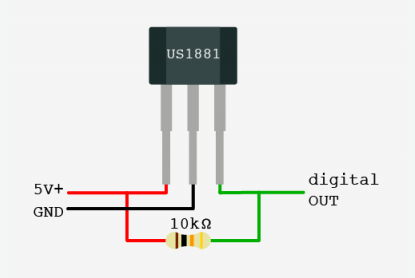 US1881
5V+
GND
digital
OUT
10kΩ